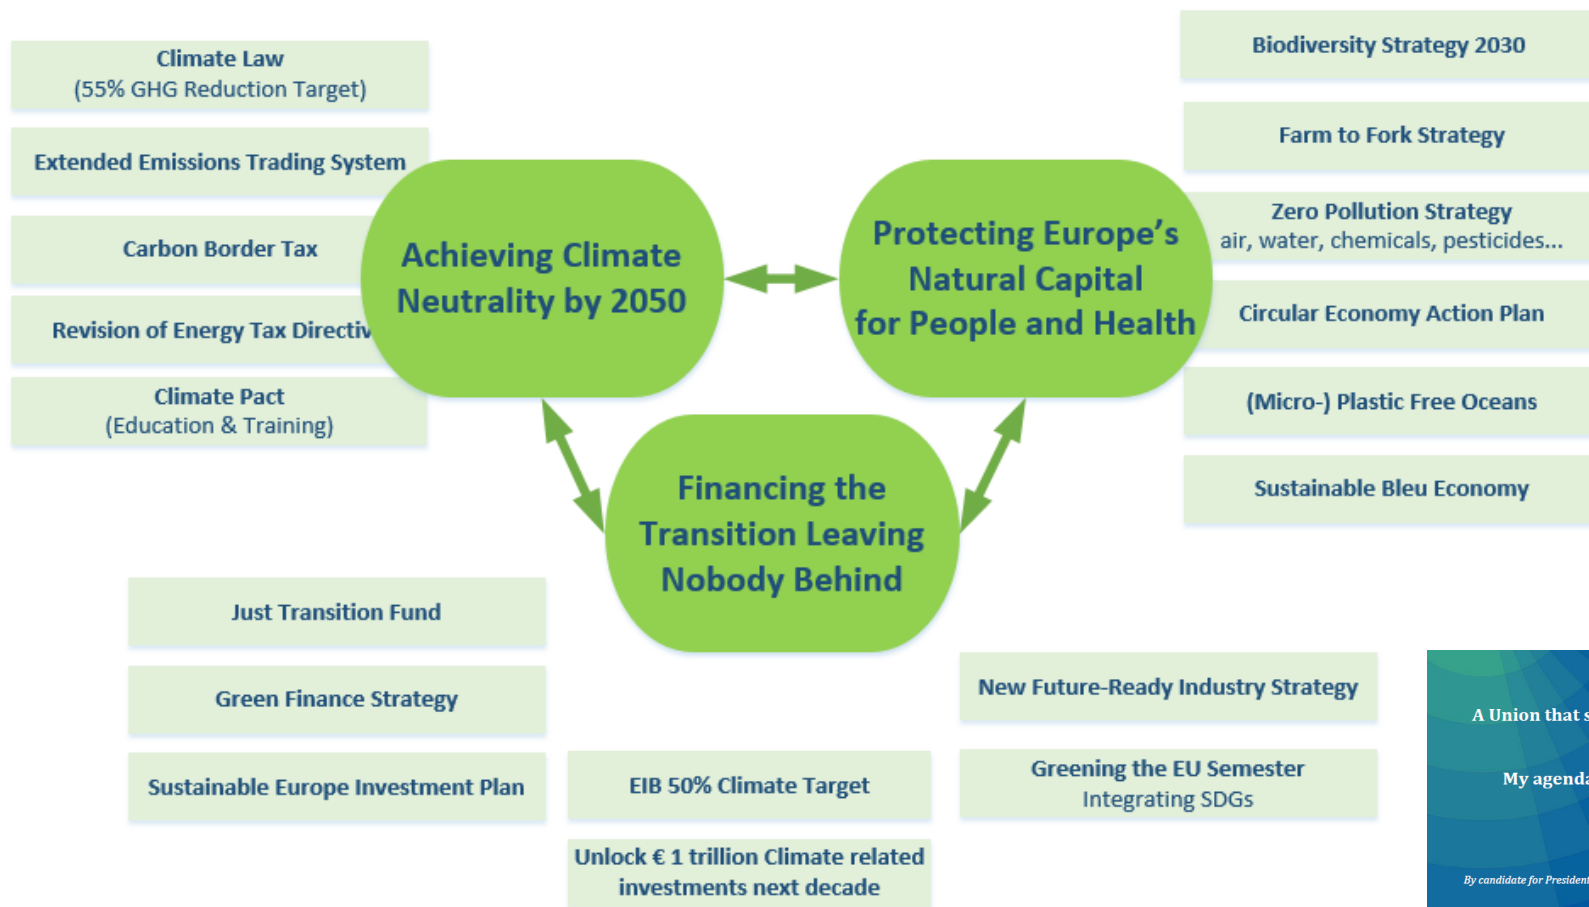 Climate Law
(55% GHG Reduction Target)
Extended Emissions Trading System
Carbon Border Tax
Revision of Energy Tax Directiv
Climate Pact
(Education & Training)
Achieving Climate
Neutrality by 2050
Protecting Europe’s
Natural Capital
for People and Health
Biodiversity Strategy 2030
Farm to Fork Strategy
Zero Pollution Strategy
air, water, chemicals, pesticides...
Circular Economy Action Plan
(Micro-) Plastic Free Oceans
Sustainable Bleu Economy
Financing the
Transition Leaving
Nobody Behind
Just Transition Fund
Green Finance Strategy
Sustainable Europe Investment Plan
EIB 50% Climate Target
Unlock € 1 trillion Climate related
investments next decade
New Future-Ready Industry Strategy
Greening the EU Semester
Integrating SDGs
A Union that s
My agenda
By candidate for President